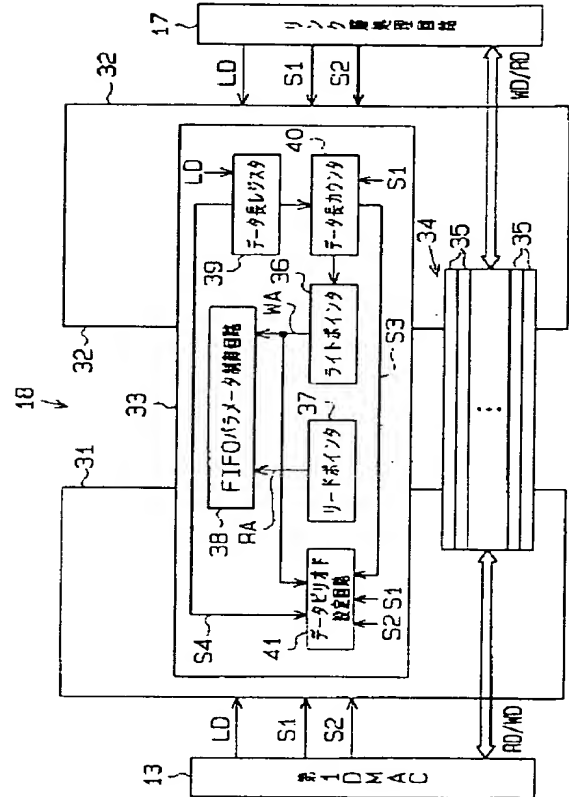 18
31
32
32
33
13
第1DMAC
LD
S1
S2
RD/WD
17
リンク層処理回路
LD
S1
S2
WD/RD
38
FIFOパラメータ制御回路
RA
WA
39
データ長レジスタ
LD
40
データ長カウンタ
S1
36
ライトポインタ
37
リードポインタ
41
データピリオド
設定回路
S2
S1
S3
S4
34
35
35